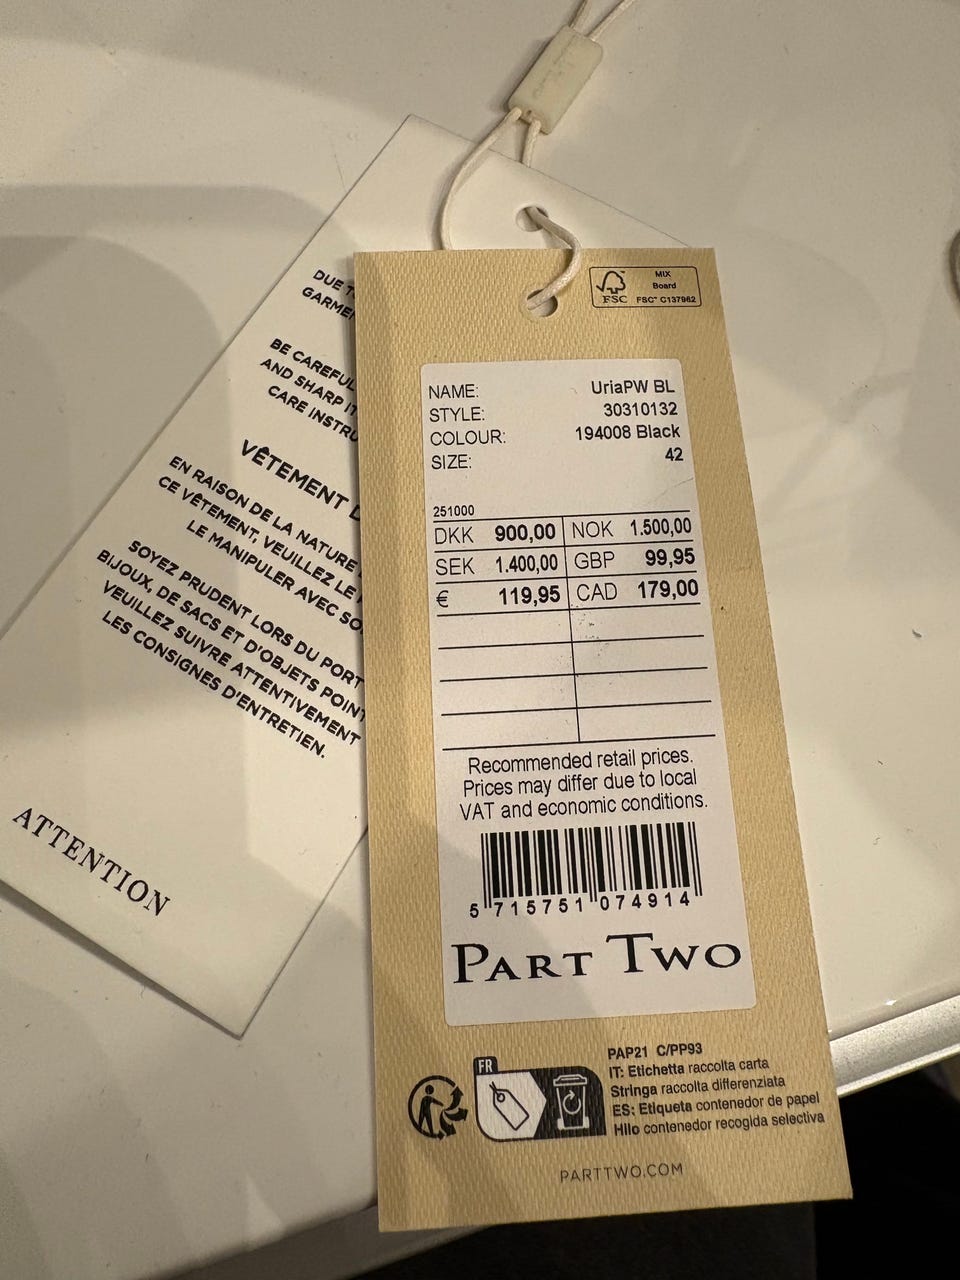 DUE
GARME
BE CAREFUL
AND SHARP
CARE INSTRU
VÊTEMENT
EN RAISON DE LA NATURE
CE VÊTEMENT, VEUILLEZ LE
LE MANIPULER AVEC SO
SOYEZ PRUDENT LORS DU PORT
BIJOUX, DE SACS ET D'OBJETS POIN
VEUILLEZ SUIVRE ATTENTIVEMENT
LES CONSIGNES D'ENTRETIEN.
ATTENTION
FSC
MIX
Board
FSC™ C137962
NAME: UriaPW BL
STYLE: 30310132
COLOUR: 194008 Black
SIZE: 42
251000
DKK 900,00 NOK 1.500,00
SEK 1.400,00 GBP 99,95
€ 119,95 CAD 179,00
Recommended retail prices.
Prices may differ due to local
VAT and economic conditions.
5 715751 074914
PART TWO
FR
PAP21 C/PP93
IT: Etichetta raccolta carta
Stringa raccolta differenziata
ES: Etiqueta contenedor de papel
Hilo contenedor recogida selectiva
PARTTWO.COM